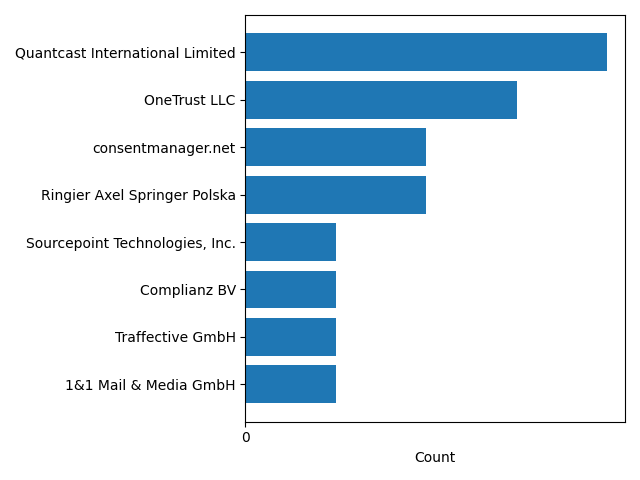 Quantcast International Limited
OneTrust LLC
consentmanager.net
Ringier Axel Springer Polska
Sourcepoint Technologies, Inc.
Complianz BV
Traffective GmbH
1&1 Mail & Media GmbH
0
Count